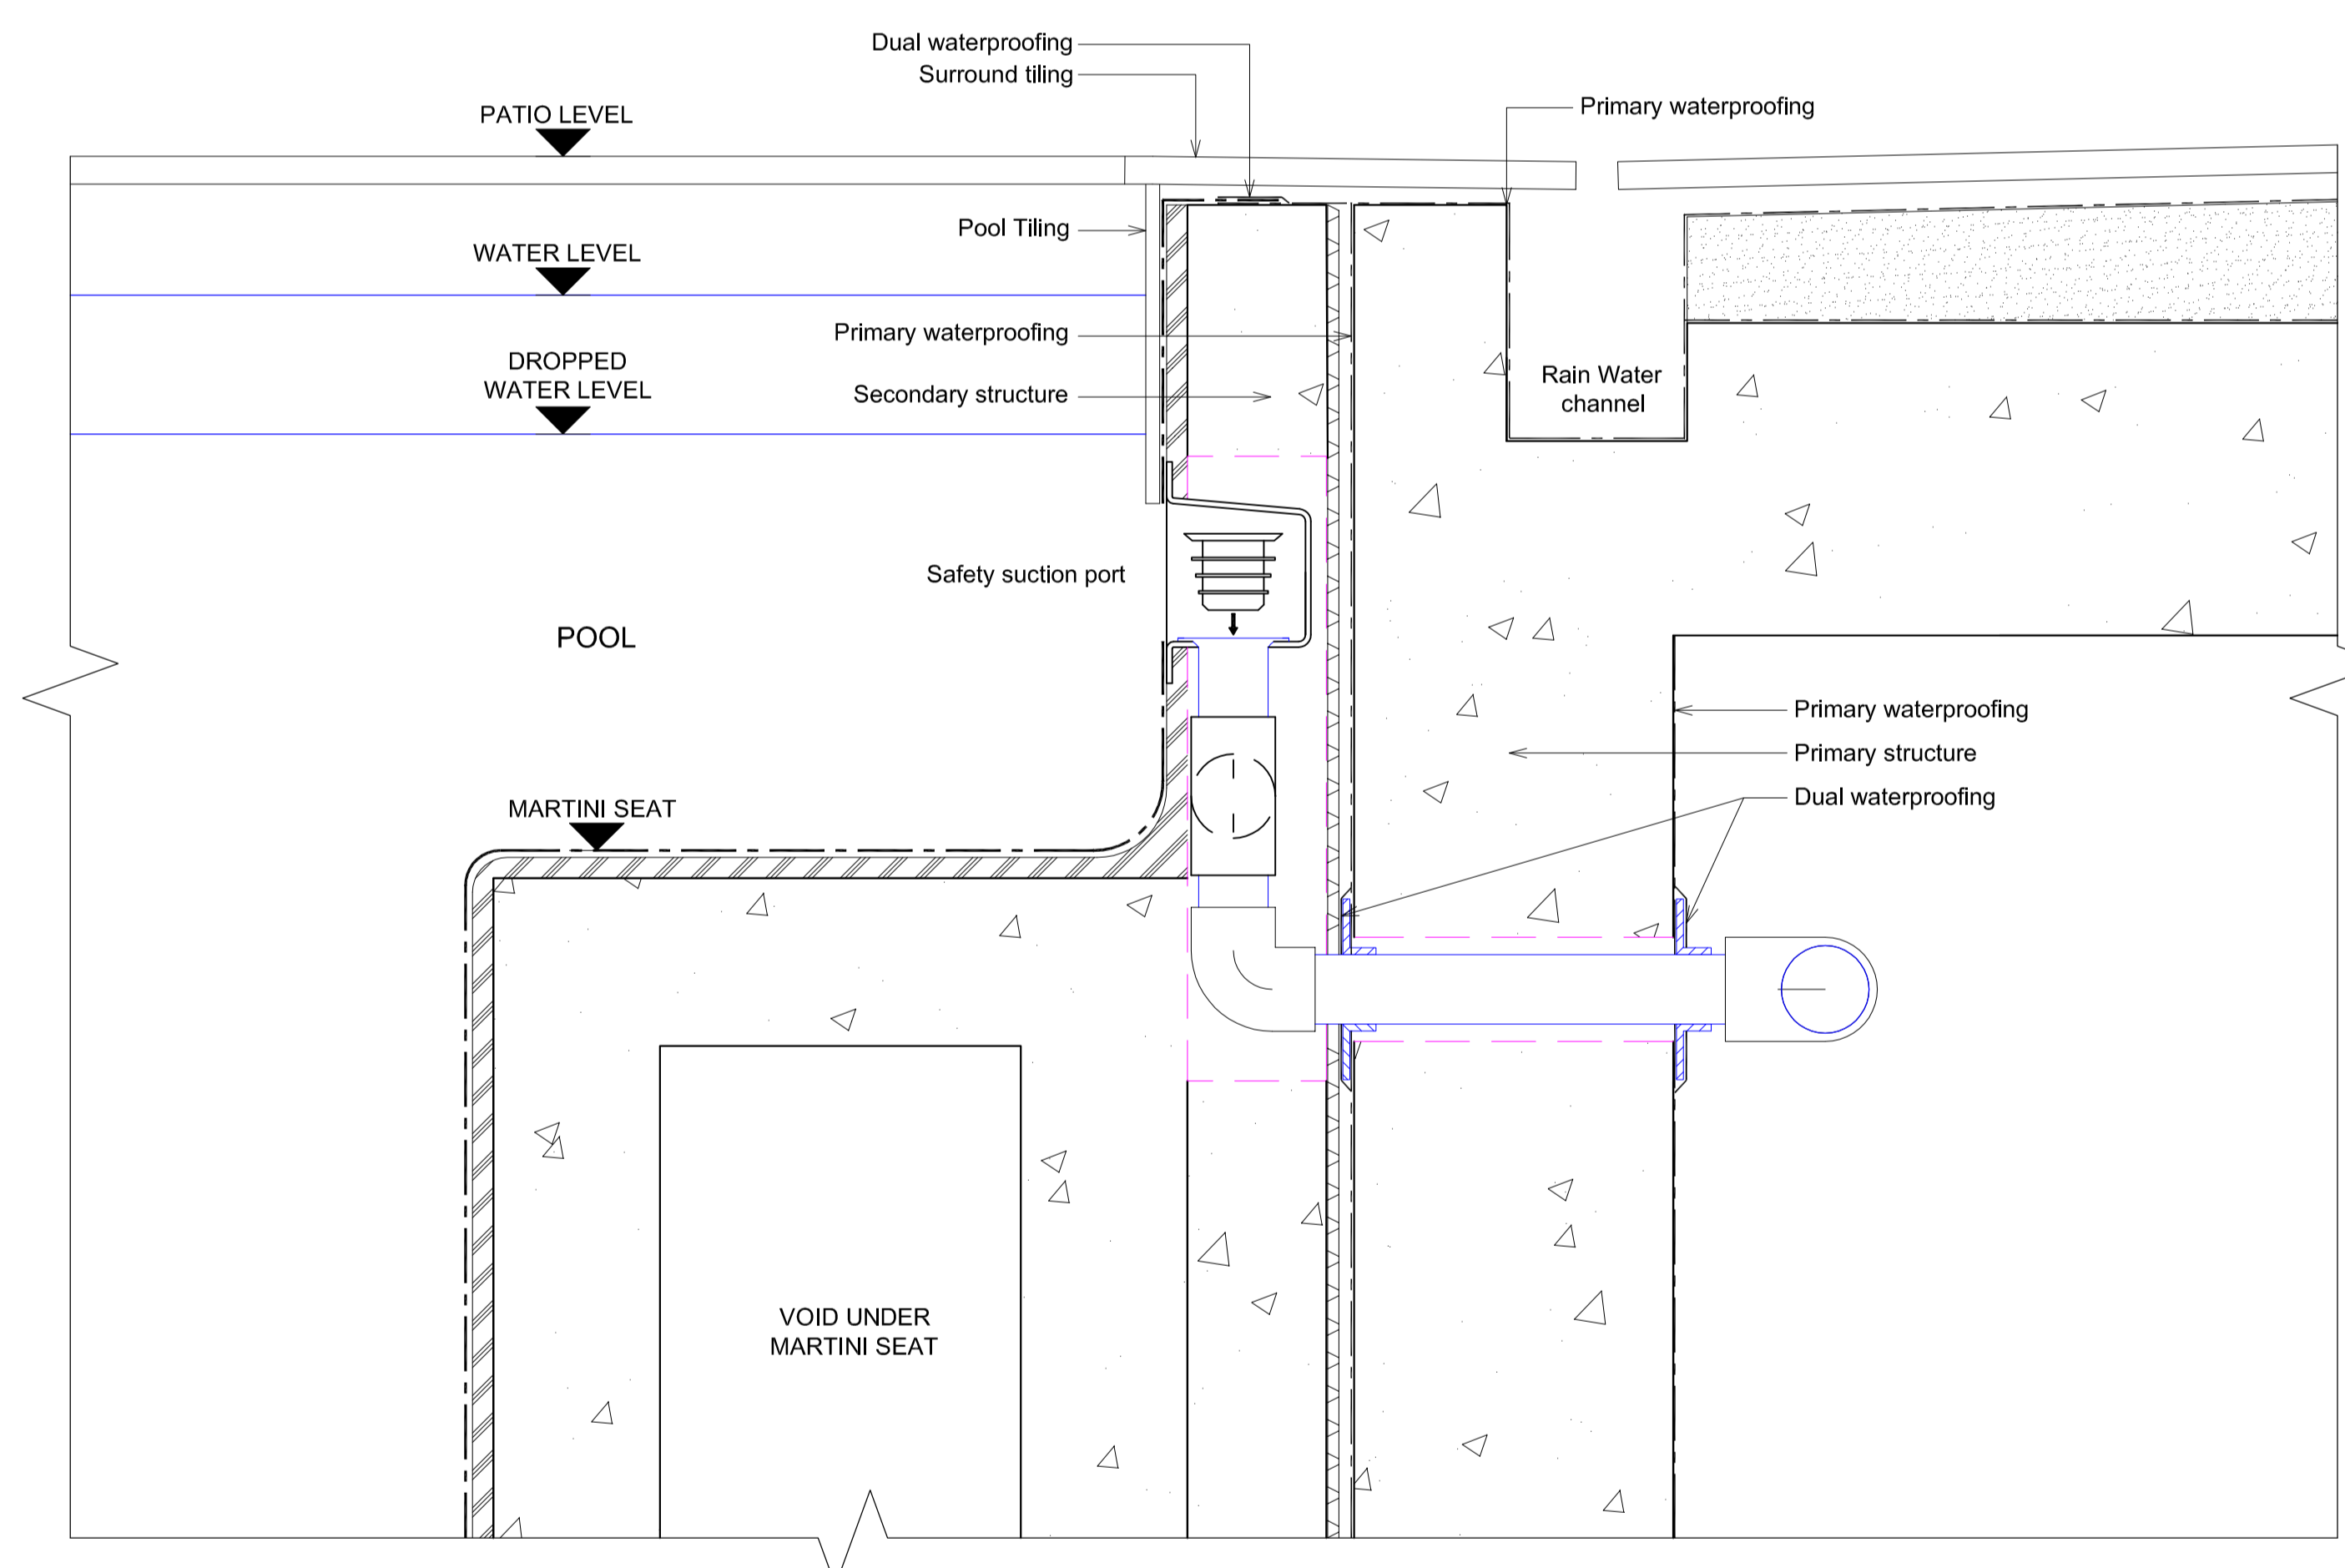 Dual waterproofing
Surround tiling
Primary waterproofing
PATIO LEVEL
Pool Tiling
WATER LEVEL
Primary waterproofing
DROPPED
WATER LEVEL
Secondary structure
Rain Water
channel
Safety suction port
POOL
Primary waterproofing
Primary structure
Dual waterproofing
MARTINI SEAT
VOID UNDER
MARTINI SEAT